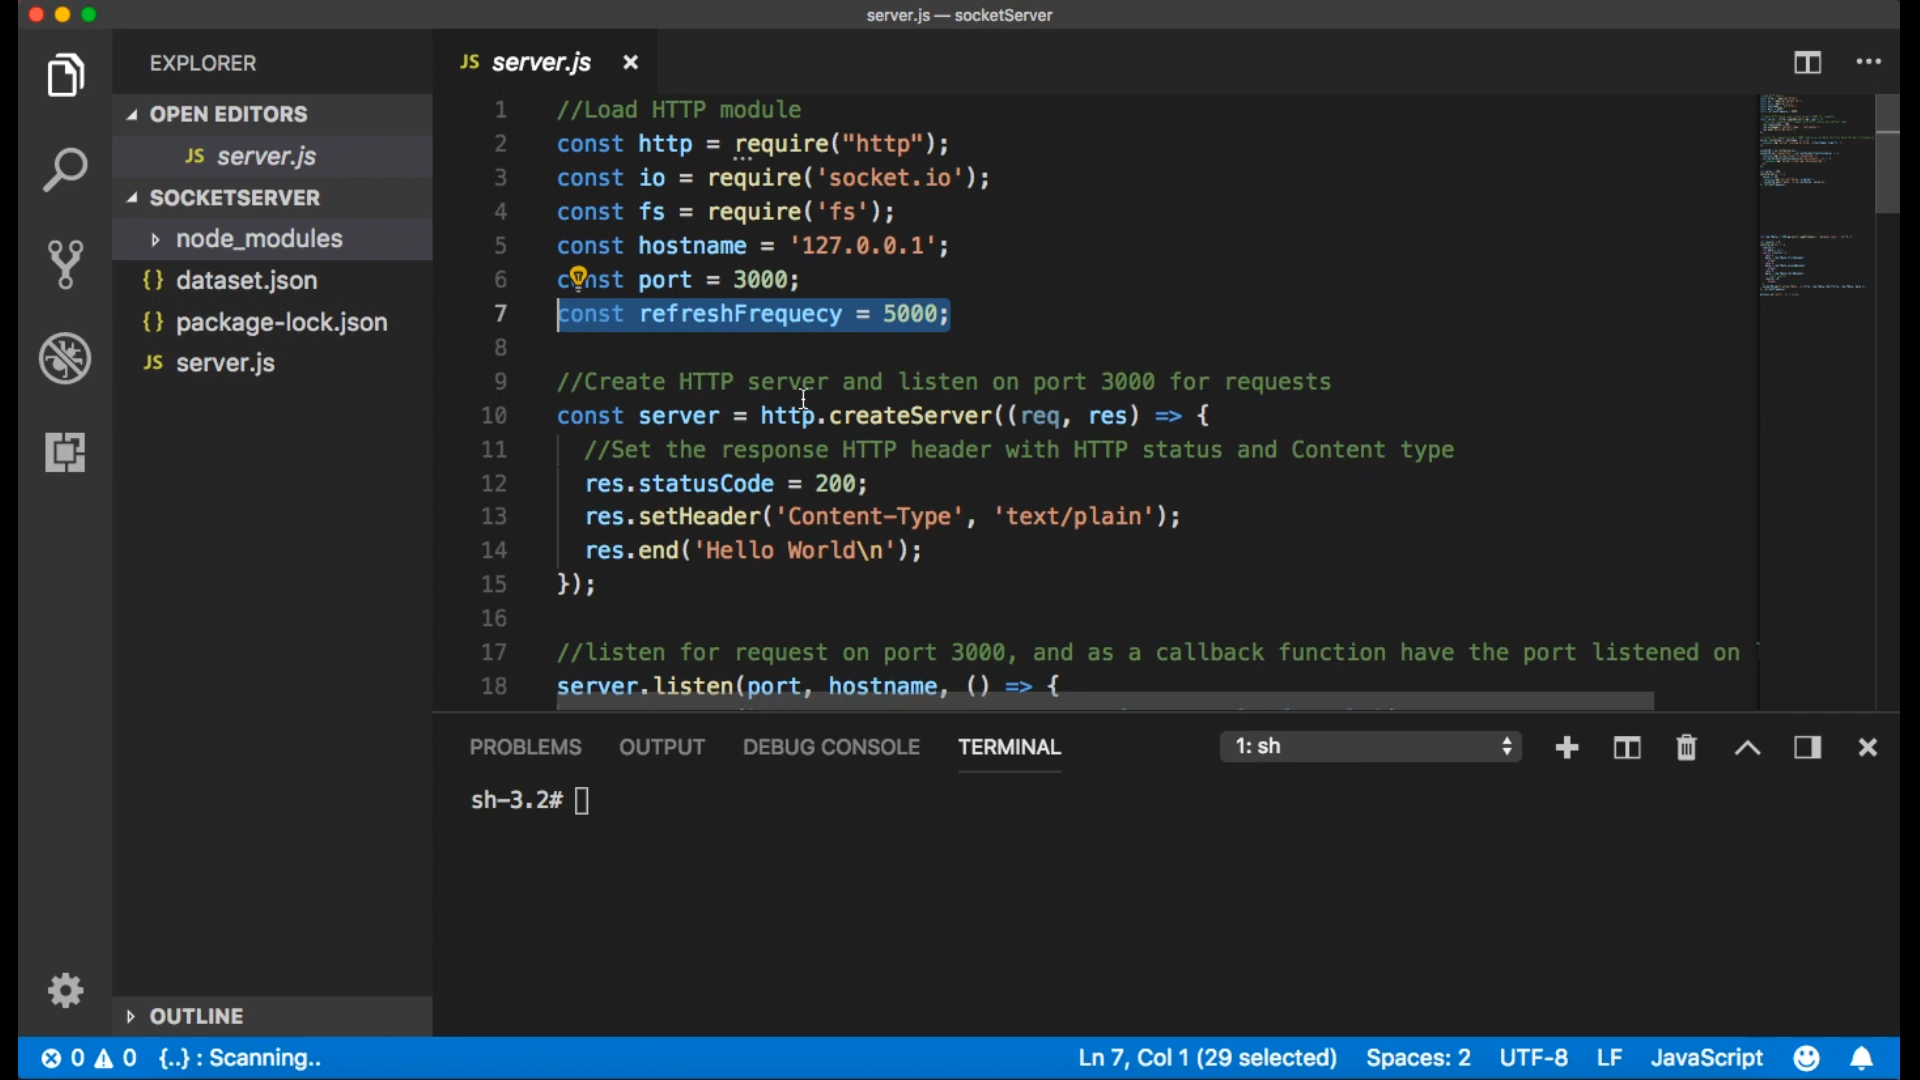 server.js — socketServer
EXPLORER
OPEN EDITORS
JS server.js
SOCKETSERVER
node_modules
{} dataset.json
{} package-lock.json
JS server.js
OUTLINE
JS server.js
1 //Load HTTP module
2 const http = require("http");
3 const io = require('socket.io');
4 const fs = require('fs');
5 const hostname = '127.0.0.1';
6 const port = 3000;
7 const refreshFrequecy = 5000;
8
9 //Create HTTP server and listen on port 3000 for requests
10 const server = http.createServer((req, res) => {
11 //Set the response HTTP header with HTTP status and Content type
12 res.statusCode = 200;
13 res.setHeader('Content-Type', 'text/plain');
14 res.end('Hello World\n');
15 });
16
17 //listen for request on port 3000, and as a callback function have the port listened on
18 server.listen(port, hostname, () => {
PROBLEMS OUTPUT DEBUG CONSOLE TERMINAL 1: sh
sh-3.2#
0 0 {..} : Scanning.. Ln 7, Col 1 (29 selected) Spaces: 2 UTF-8 LF JavaScript